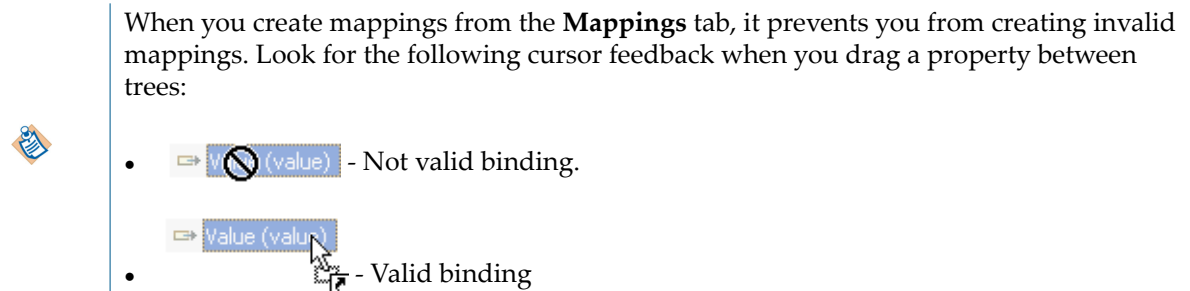 When you create mappings from the Mappings tab, it prevents you from creating invalid
mappings. Look for the following cursor feedback when you drag a property between
trees:
• (value) - Not valid binding.
Value (value)
• - Valid binding